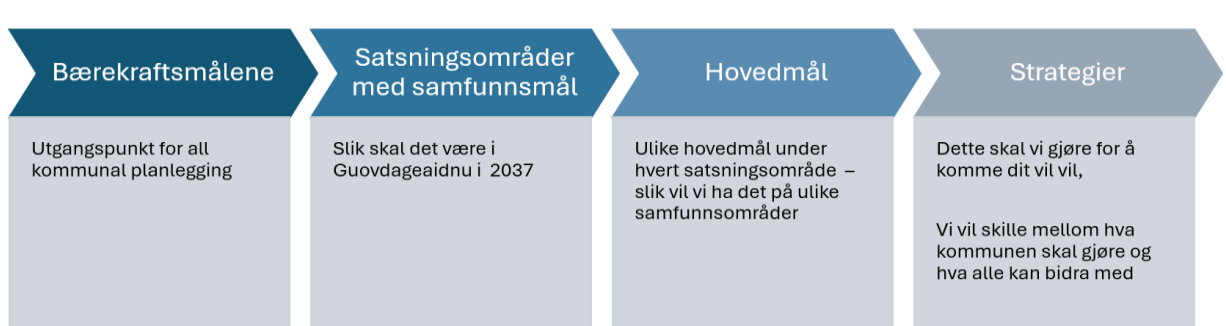 Bærekraftsmålene
Satsningsområder
med samfunnsmål
Hovedmål
Strategier
Utgangspunkt for all
kommunal planlegging
Slik skal det være i
Guovdageaidnu i 2037
Ulike hovedmål under
hvert satsningsområde –
slik vil vi ha det på ulike
samfunnsområder
Dette skal vi gjøre for å
komme dit vil vil,
Vi vil skille mellom hva
kommunen skal gjøre og
hva alle kan bidra med